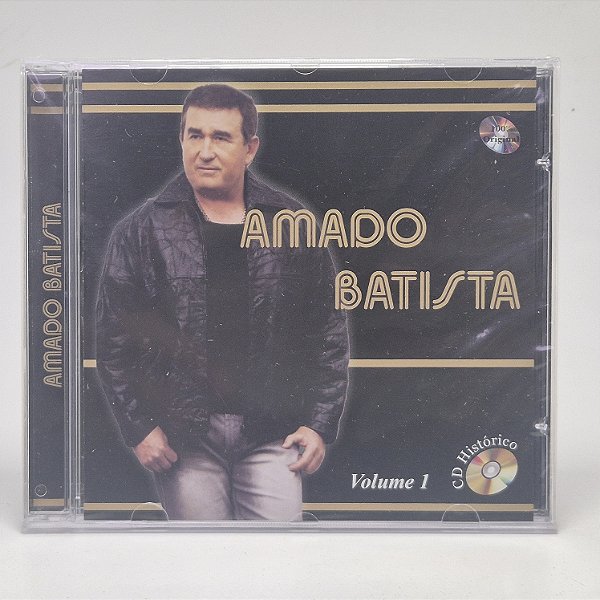 AMADO BATISTA
100%
Original
AMADO
BATISTA
Volume 1
CD Histórico